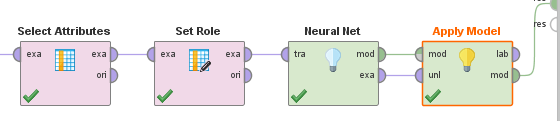 res
res
Select Attributes
Set Role
Neural Net
Apply Model
exa exa exa exa tra mod mod lab
ori ori exa unl mod